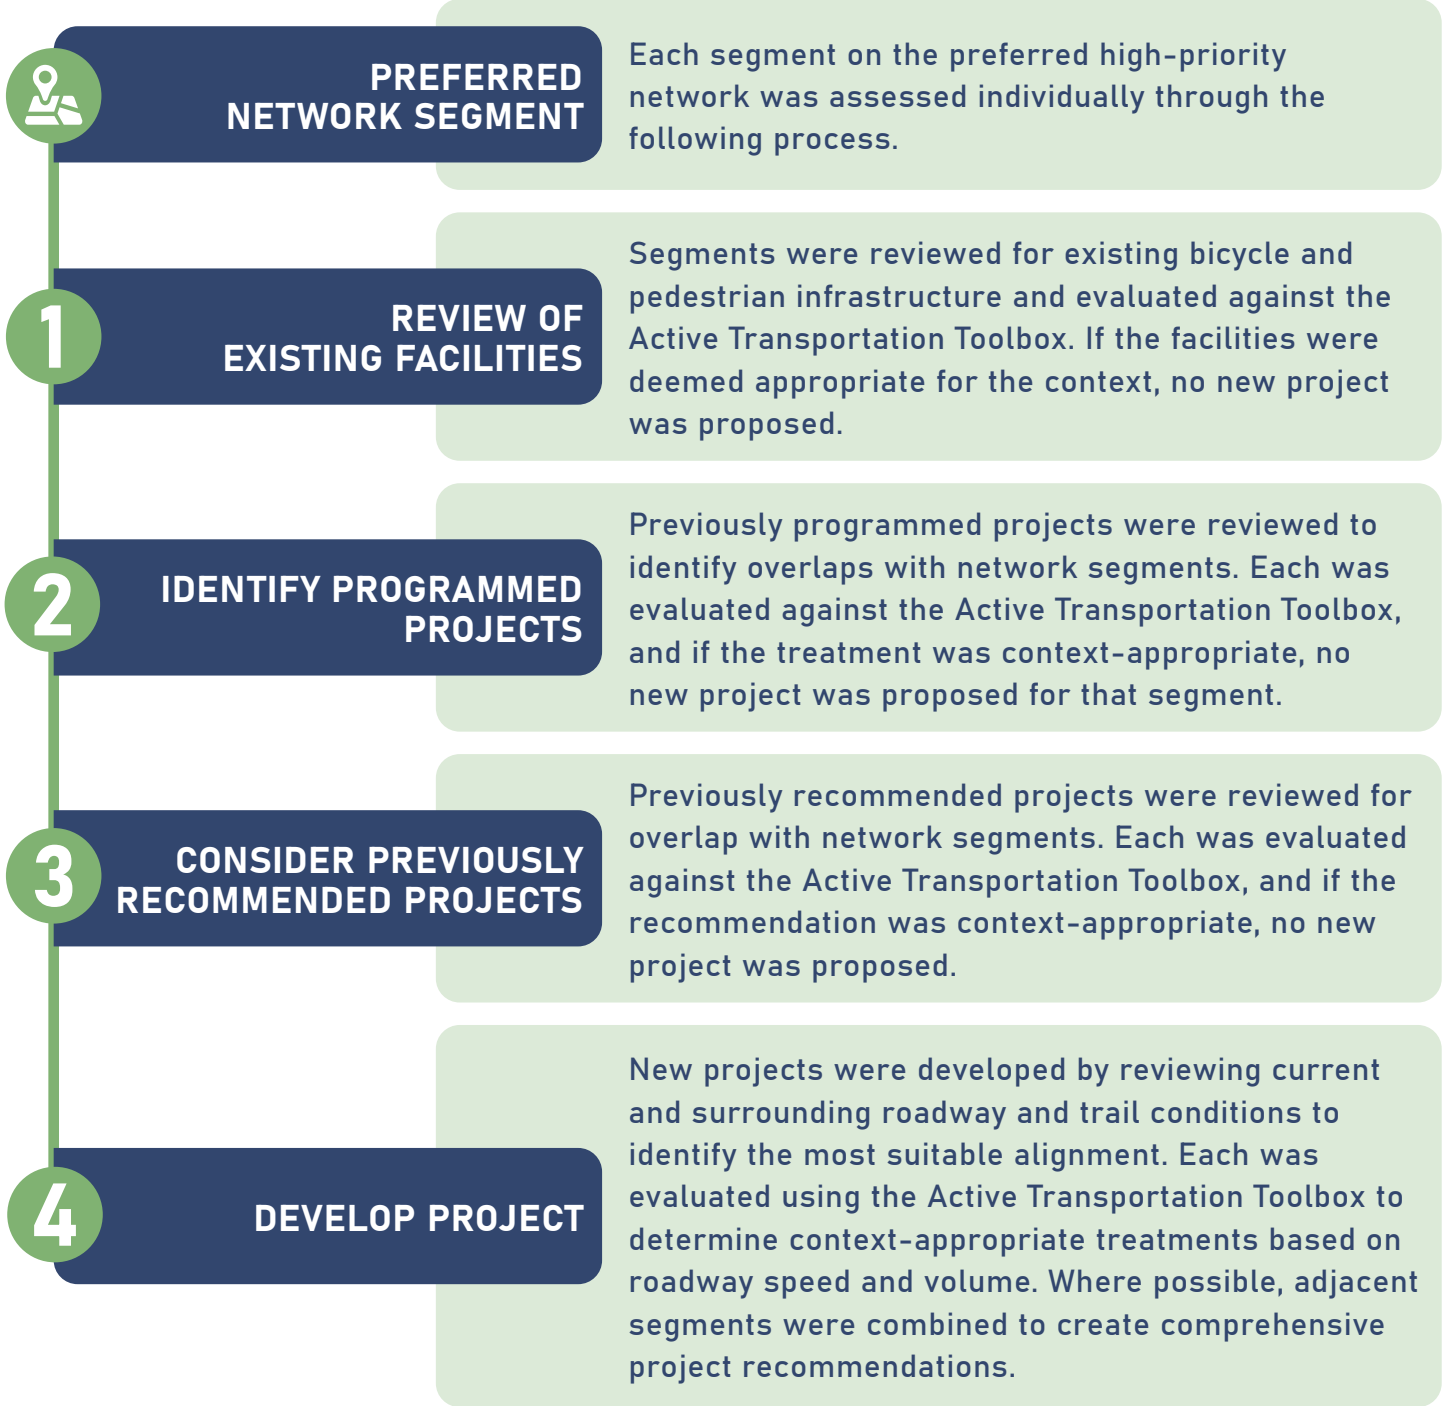 PREFERRED
NETWORK SEGMENT
Each segment on the preferred high-priority
network was assessed individually through the
following process.
1
REVIEW OF
EXISTING FACILITIES
Segments were reviewed for existing bicycle and
pedestrian infrastructure and evaluated against the
Active Transportation Toolbox. If the facilities were
deemed appropriate for the context, no new project
was proposed.
2
IDENTIFY PROGRAMMED
PROJECTS
Previously programmed projects were reviewed to
identify overlaps with network segments. Each was
evaluated against the Active Transportation Toolbox,
and if the treatment was context-appropriate, no
new project was proposed for that segment.
3
CONSIDER PREVIOUSLY
RECOMMENDED PROJECTS
Previously recommended projects were reviewed for
overlap with network segments. Each was evaluated
against the Active Transportation Toolbox, and if the
recommendation was context-appropriate, no new
project was proposed.
4
DEVELOP PROJECT
New projects were developed by reviewing current
and surrounding roadway and trail conditions to
identify the most suitable alignment. Each was
evaluated using the Active Transportation Toolbox to
determine context-appropriate treatments based on
roadway speed and volume. Where possible, adjacent
segments were combined to create comprehensive
project recommendations.